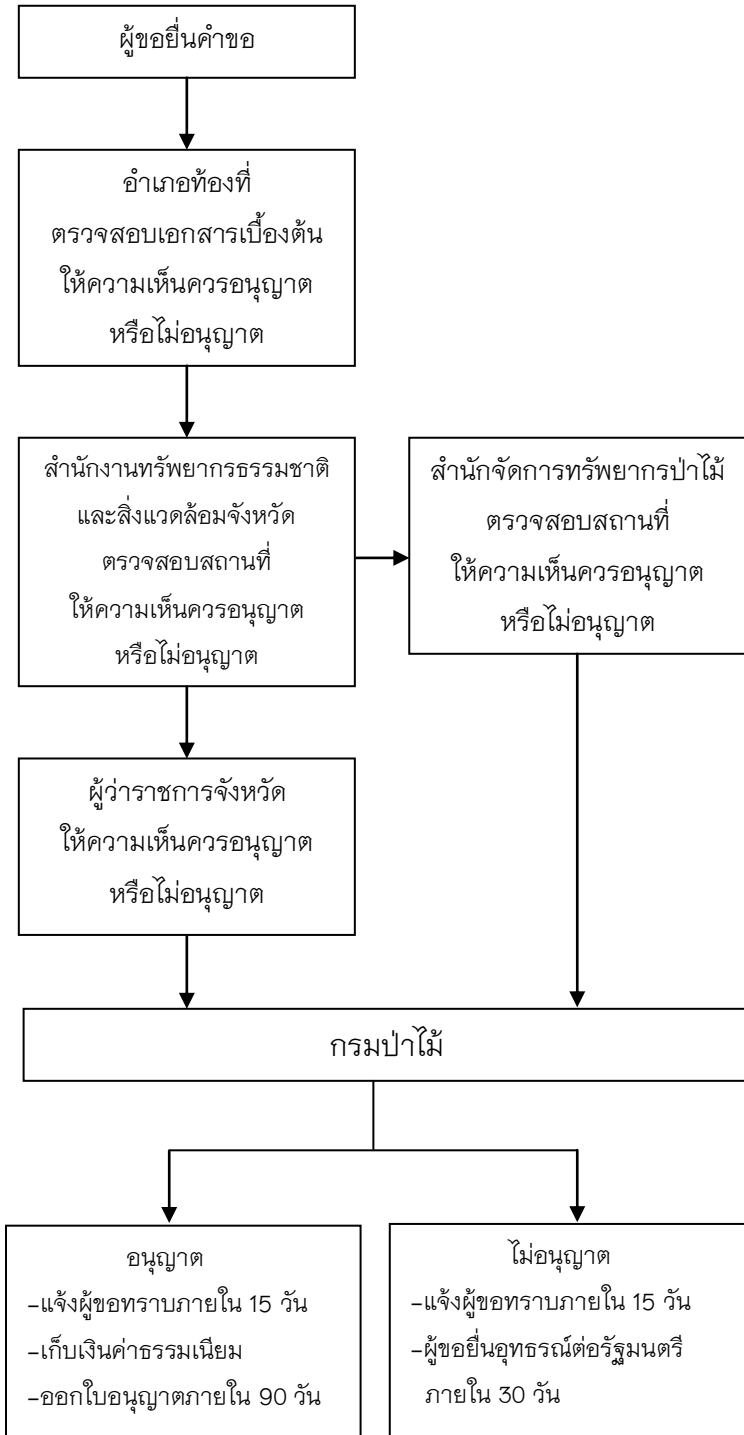 ผู้ขอยื่นคำขอ
อำเภอท้องที่
ตรวจสอบเอกสารเบื้องต้น
ให้ความเห็นควรอนุญาต
หรือไม่อนุญาต
สำนักงานทรัพยากรธรรมชาติ
และสิ่งแวดล้อมจังหวัด
ตรวจสอบสถานที่
ให้ความเห็นควรอนุญาต
หรือไม่อนุญาต
สำนักจัดการทรัพยากรป่าไม้
ตรวจสอบสถานที่
ให้ความเห็นควรอนุญาต
หรือไม่อนุญาต
ผู้ว่าราชการจังหวัด
ให้ความเห็นควรอนุญาต
หรือไม่อนุญาต
กรมป่าไม้
อนุญาต
-แจ้งผู้ขอทราบภายใน 15 วัน
-เก็บเงินค่าธรรมเนียม
-ออกใบอนุญาตภายใน 90 วัน
ไม่อนุญาต
-แจ้งผู้ขอทราบภายใน 15 วัน
-ผู้ขอยื่นอุทธรณ์ต่อรัฐมนตรี
ภายใน 30 วัน